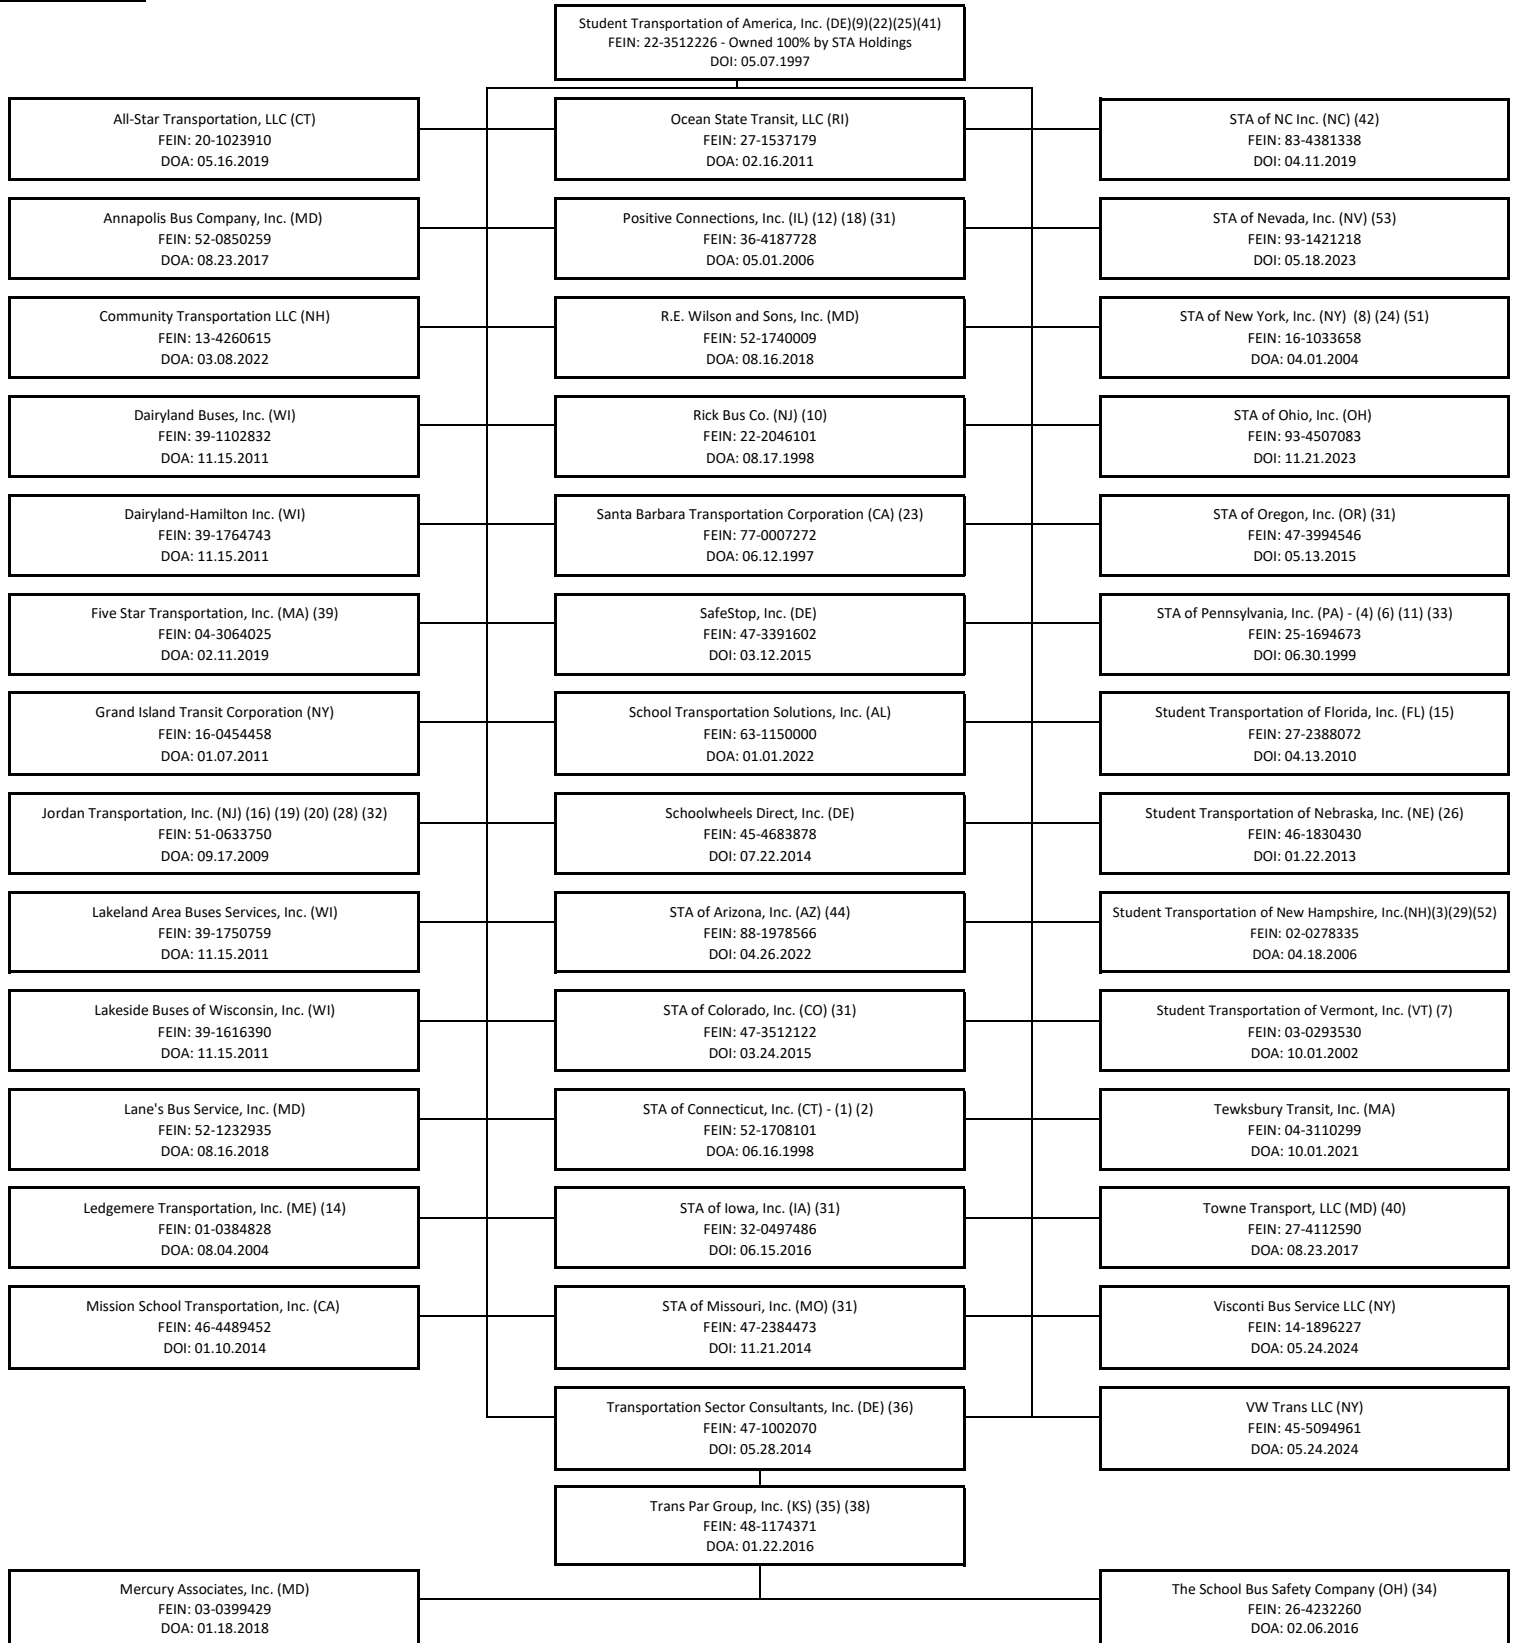 Student Transportation of America, Inc. (DE)(9)(22)(25)(41)
FEIN: 22-3512226 - Owned 100% by STA Holdings
DOI: 05.07.1997
All-Star Transportation, LLC (CT)
FEIN: 20-1023910
DOA: 05.16.2019
Ocean State Transit, LLC (RI)
FEIN: 27-1537179
DOA: 02.16.2011
STA of NC Inc. (NC) (42)
FEIN: 83-4381338
DOI: 04.11.2019
Annapolis Bus Company, Inc. (MD)
FEIN: 52-0850259
DOA: 08.23.2017
Positive Connections, Inc. (IL) (12) (18) (31)
FEIN: 36-4187728
DOA: 05.01.2006
STA of Nevada, Inc. (NV) (53)
FEIN: 93-1421218
DOI: 05.18.2023
Community Transportation LLC (NH)
FEIN: 13-4260615
DOA: 03.08.2022
R.E. Wilson and Sons, Inc. (MD)
FEIN: 52-1740009
DOA: 08.16.2018
STA of New York, Inc. (NY) (8) (24) (51)
FEIN: 16-1033658
DOA: 04.01.2004
Dairyland Buses, Inc. (WI)
FEIN: 39-1102832
DOA: 11.15.2011
Rick Bus Co. (NJ) (10)
FEIN: 22-2046101
DOA: 08.17.1998
STA of Ohio, Inc. (OH)
FEIN: 93-4507083
DOI: 11.21.2023
Dairyland-Hamilton Inc. (WI)
FEIN: 39-1764743
DOA: 11.15.2011
Santa Barbara Transportation Corporation (CA) (23)
FEIN: 77-0007272
DOA: 06.12.1997
STA of Oregon, Inc. (OR) (31)
FEIN: 47-3994546
DOI: 05.13.2015
Five Star Transportation, Inc. (MA) (39)
FEIN: 04-3064025
DOA: 02.11.2019
SafeStop, Inc. (DE)
FEIN: 47-3391602
DOI: 03.12.2015
STA of Pennsylvania, Inc. (PA) - (4) (6) (11) (33)
FEIN: 25-1694673
DOI: 06.30.1999
Grand Island Transit Corporation (NY)
FEIN: 16-0454458
DOA: 01.07.2011
School Transportation Solutions, Inc. (AL)
FEIN: 63-1150000
DOA: 01.01.2022
Student Transportation of Florida, Inc. (FL) (15)
FEIN: 27-2388072
DOI: 04.13.2010
Jordan Transportation, Inc. (NJ) (16) (19) (20) (28) (32)
FEIN: 51-0633750
DOA: 09.17.2009
Schoolwheels Direct, Inc. (DE)
FEIN: 45-4683878
DOI: 07.22.2014
Student Transportation of Nebraska, Inc. (NE) (26)
FEIN: 46-1830430
DOI: 01.22.2013
Lakeland Area Buses Services, Inc. (WI)
FEIN: 39-1750759
DOA: 11.15.2011
STA of Arizona, Inc. (AZ) (44)
FEIN: 88-1978566
DOI: 04.26.2022
Student Transportation of New Hampshire, Inc.(NH)(3)(29)(52)
FEIN: 02-0278335
DOA: 04.18.2006
Lakeside Buses of Wisconsin, Inc. (WI)
FEIN: 39-1616390
DOA: 11.15.2011
STA of Colorado, Inc. (CO) (31)
FEIN: 47-3512122
DOI: 03.24.2015
Student Transportation of Vermont, Inc. (VT) (7)
FEIN: 03-0293530
DOA: 10.01.2002
Lane's Bus Service, Inc. (MD)
FEIN: 52-1232935
DOA: 08.16.2018
STA of Connecticut, Inc. (CT) - (1) (2)
FEIN: 52-1708101
DOA: 06.16.1998
Tewksbury Transit, Inc. (MA)
FEIN: 04-3110299
DOA: 10.01.2021
Ledgemere Transportation, Inc. (ME) (14)
FEIN: 01-0384828
DOA: 08.04.2004
STA of Iowa, Inc. (IA) (31)
FEIN: 32-0497486
DOI: 06.15.2016
Towne Transport, LLC (MD) (40)
FEIN: 27-4112590
DOA: 08.23.2017
Mission School Transportation, Inc. (CA)
FEIN: 46-4489452
DOI: 01.10.2014
STA of Missouri, Inc. (MO) (31)
FEIN: 47-2384473
DOI: 11.21.2014
Visconti Bus Service LLC (NY)
FEIN: 14-1896227
DOA: 05.24.2024
Transportation Sector Consultants, Inc. (DE) (36)
FEIN: 47-1002070
DOI: 05.28.2014
VW Trans LLC (NY)
FEIN: 45-5094961
DOA: 05.24.2024
Trans Par Group, Inc. (KS) (35) (38)
FEIN: 48-1174371
DOA: 01.22.2016
Mercury Associates, Inc. (MD)
FEIN: 03-0399429
DOA: 01.18.2018
The School Bus Safety Company (OH) (34)
FEIN: 26-4232260
DOA: 02.06.2016